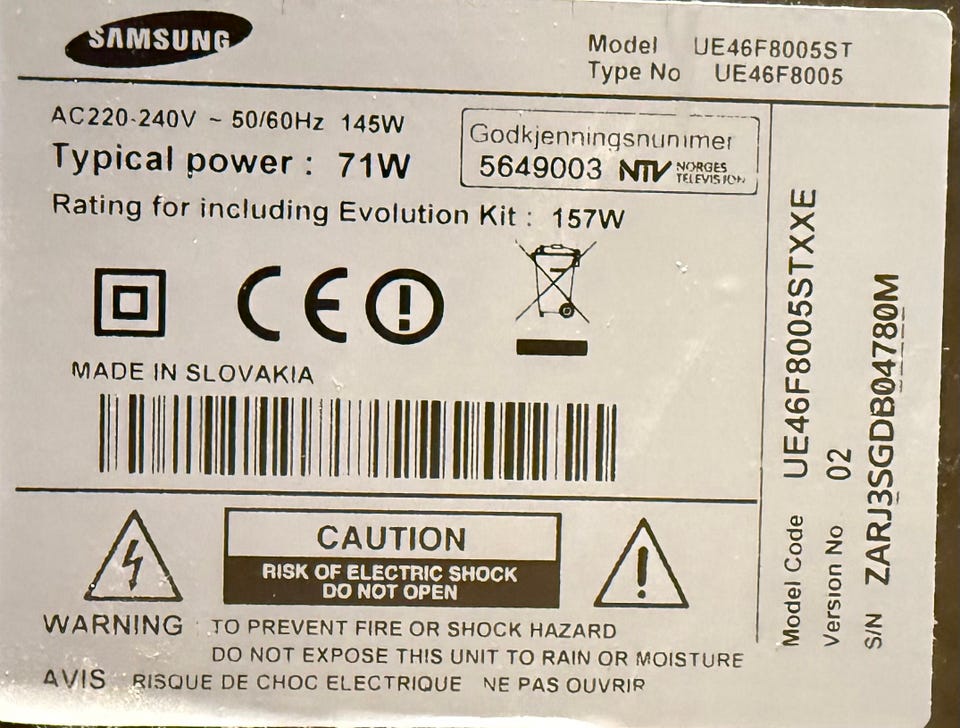 SAMSUNG
Model UE46F8005ST
Type No UE46F8005
AC220-240V ~ 50/60Hz 145W
Typical power : 71W
Rating for including Evolution Kit : 157W
Godkjenningsnummer
5649003 NTV NORGES TELEVISJON
CE
MADE IN SLOVAKIA
CAUTION
RISK OF ELECTRIC SHOCK
DO NOT OPEN
WARNING : TO PREVENT FIRE OR SHOCK HAZARD
DO NOT EXPOSE THIS UNIT TO RAIN OR MOISTURE
AVIS RISQUE DE CHOC ELECTRIQUE NE PAS OUVRIR
Model Code UE46F8005STXXE
Version No 02
S/N ZARJ3SGDB04780M